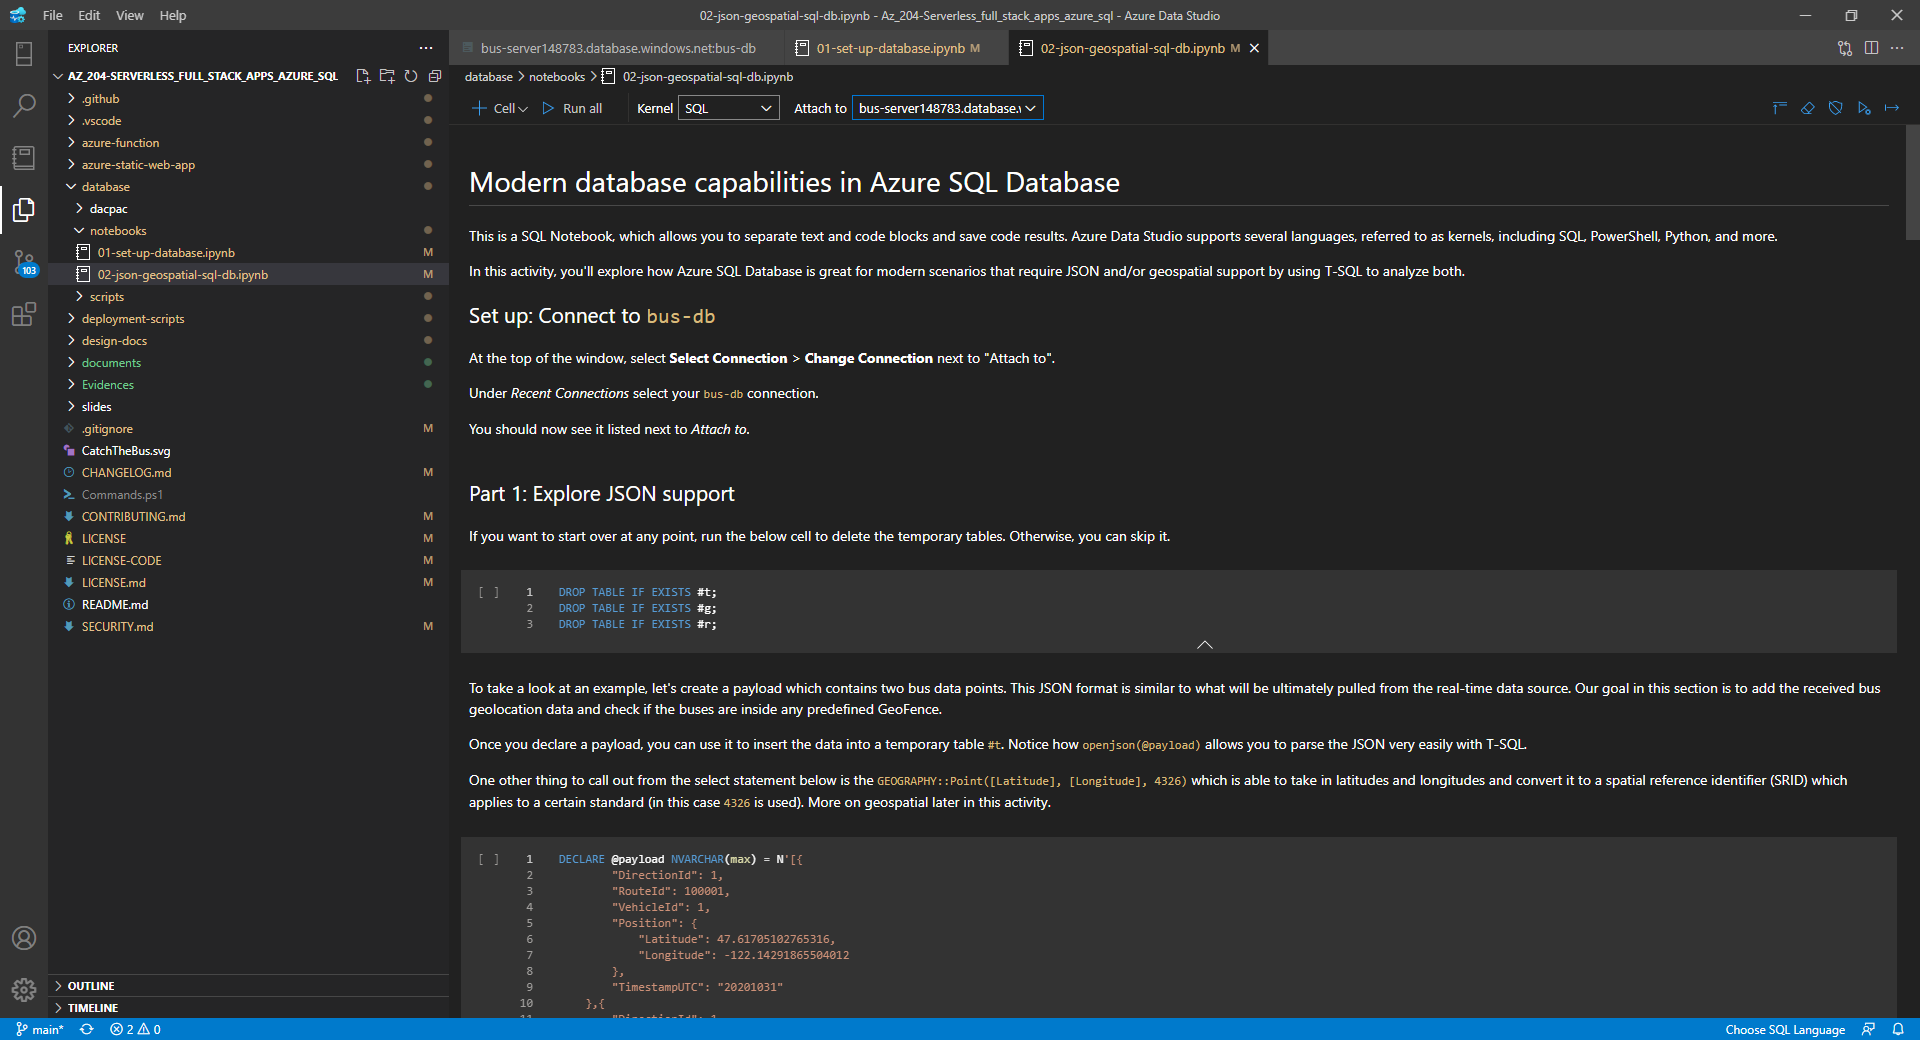 File Edit View Help
02-json-geospatial-sql-db.ipynb - Az_204-Serverless_full_stack_apps_azure_sql - Azure Data Studio
EXPLORER
AZ_204-SERVERLESS_FULL_STACK_APPS_AZURE_SQL
.github
.vscode
azure-function
azure-static-web-app
database
dacpac
notebooks
01-set-up-database.ipynb M
02-json-geospatial-sql-db.ipynb M
scripts
deployment-scripts
design-docs
documents
Evidences
slides
.gitignore M
CatchTheBus.svg
CHANGELOG.md M
Commands.ps1
CONTRIBUTING.md M
LICENSE M
LICENSE-CODE M
LICENSE.md M
README.md
SECURITY.md M
OUTLINE
TIMELINE
103
bus-server148783.database.windows.net:bus-db
01-set-up-database.ipynb M
02-json-geospatial-sql-db.ipynb M
database > notebooks > 02-json-geospatial-sql-db.ipynb
Cell Run all Kernel SQL Attach to bus-server148783.database.
Modern database capabilities in Azure SQL Database
This is a SQL Notebook, which allows you to separate text and code blocks and save code results. Azure Data Studio supports several languages, referred to as kernels, including SQL, PowerShell, Python, and more.
In this activity, you'll explore how Azure SQL Database is great for modern scenarios that require JSON and/or geospatial support by using T-SQL to analyze both.
Set up: Connect to bus-db
At the top of the window, select Select Connection > Change Connection next to "Attach to".
Under Recent Connections select your bus-db connection.
You should now see it listed next to Attach to.
Part 1: Explore JSON support
If you want to start over at any point, run the below cell to delete the temporary tables. Otherwise, you can skip it.
[ ] 1 DROP TABLE IF EXISTS #t;
2 DROP TABLE IF EXISTS #g;
3 DROP TABLE IF EXISTS #r;
To take a look at an example, let's create a payload which contains two bus data points. This JSON format is similar to what will be ultimately pulled from the real-time data source. Our goal in this section is to add the received bus
geolocation data and check if the buses are inside any predefined GeoFence.
Once you declare a payload, you can use it to insert the data into a temporary table #t. Notice how openjson(@payload) allows you to parse the JSON very easily with T-SQL.
One other thing to call out from the select statement below is the GEOGRAPHY::Point([Latitude], [Longitude], 4326) which is able to take in latitudes and longitudes and convert it to a spatial reference identifier (SRID) which
applies to a certain standard (in this case 4326 is used). More on geospatial later in this activity.
[ ] 1 DECLARE @payload NVARCHAR(max) = N'[{
2 "DirectionId": 1,
3 "RouteId": 100001,
4 "VehicleId": 1,
5 "Position": {
6 "Latitude": 47.61705102765316,
7 "Longitude": -122.14291865504012
8 },
9 "TimestampUTC": "20201031"
10 },{
11 "DirectionId": 1,
main* 2 0
Choose SQL Language